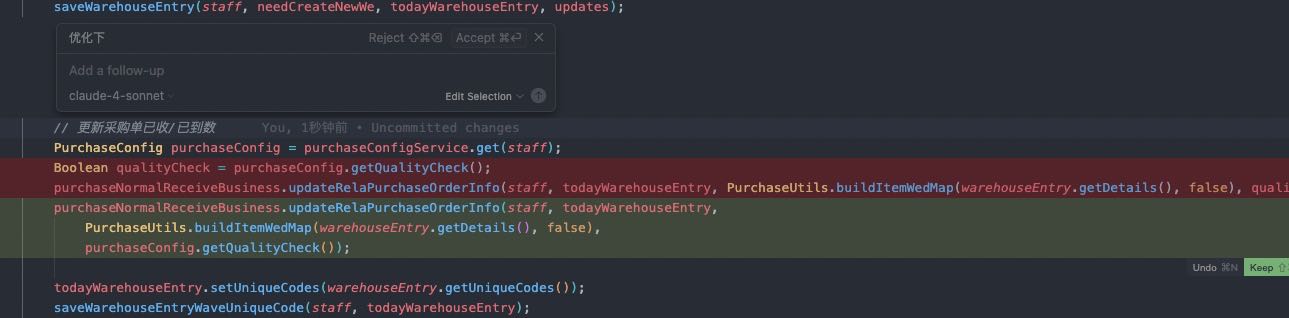 saveWarehouseEntry(staff, needCreateNewWe, todayWarehouseEntry, updates);
优化下 Reject ⇧⌘⌫ Accept ⌘⏎ ✕
Add a follow-up
claude-4-sonnet Edit Selection
// 更新采购单已收/已到数 You, 1秒钟前 • Uncommitted changes
PurchaseConfig purchaseConfig = purchaseConfigService.get(staff);
Boolean qualityCheck = purchaseConfig.getQualityCheck();
purchaseNormalReceiveBusiness.updateRelaPurchaseOrderInfo(staff, todayWarehouseEntry, PurchaseUtils.buildItemWedMap(warehouseEntry.getDetails(), false), quali
purchaseNormalReceiveBusiness.updateRelaPurchaseOrderInfo(staff, todayWarehouseEntry,
PurchaseUtils.buildItemWedMap(warehouseEntry.getDetails(), false),
purchaseConfig.getQualityCheck());
Undo ⌘N Keep ⇧
todayWarehouseEntry.setUniqueCodes(warehouseEntry.getUniqueCodes());
saveWarehouseEntryWaveUniqueCode(staff, todayWarehouseEntry);